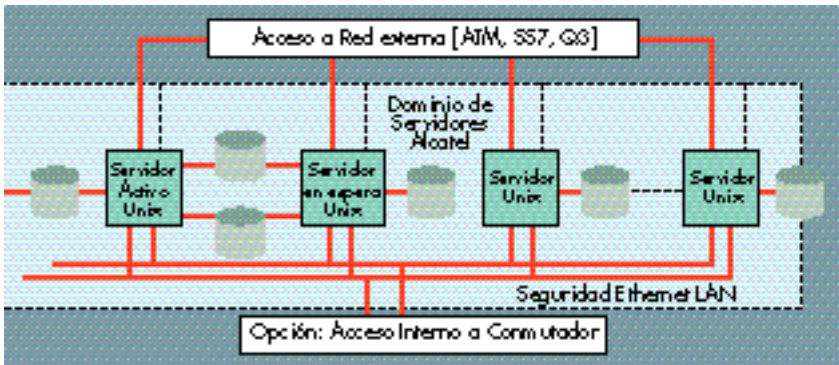 Acceso a Red externa [ATM, SS7, Q3]
Dominio de
Servidores
Alcatel
Servidor
Activo
Unix
Servidor
en espera
Unix
Servidor
Unix
Servidor
Unix
Seguridad Ethernet LAN
Opción: Acceso Interno a Conmutador